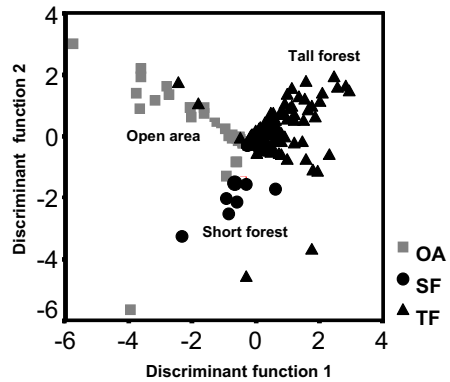 4
2
0
-2
-4
-6
Discriminant function 2
Tall forest
Open area
Short forest
OA
SF
TF
-6 -4 -2 0 2 4
Discriminant function 1